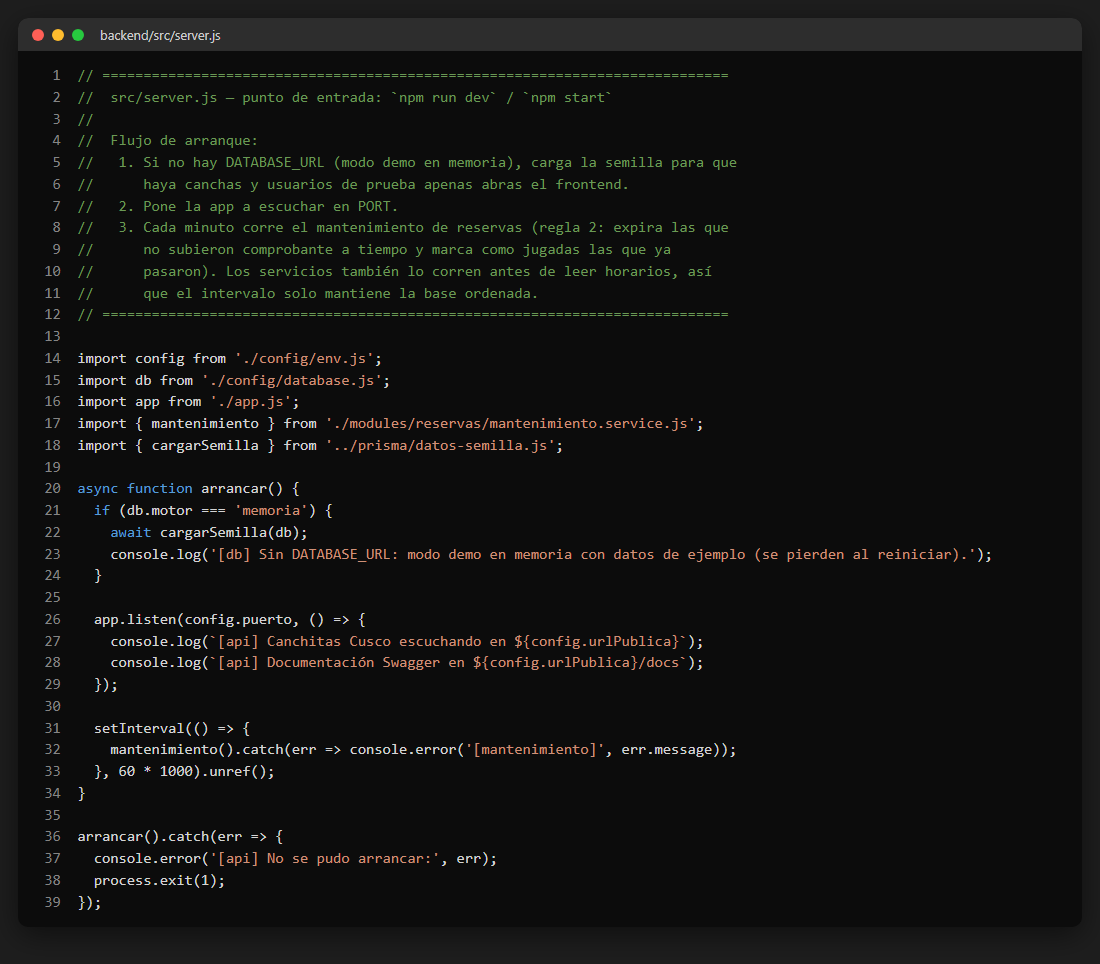 backend/src/server.js
1 // ============================================================================
2 //  src/server.js — punto de entrada: `npm run dev` / `npm start`
3 //
4 //  Flujo de arranque:
5 //   1. Si no hay DATABASE_URL (modo demo en memoria), carga la semilla para que
6 //      haya canchas y usuarios de prueba apenas abras el frontend.
7 //   2. Pone la app a escuchar en PORT.
8 //   3. Cada minuto corre el mantenimiento de reservas (regla 2: expira las que
9 //      no subieron comprobante a tiempo y marca como jugadas las que ya
10 //      pasaron). Los servicios también lo corren antes de leer horarios, así
11 //      que el intervalo solo mantiene la base ordenada.
12 // ============================================================================
13
14 import config from './config/env.js';
15 import db from './config/database.js';
16 import app from './app.js';
17 import { mantenimiento } from './modules/reservas/mantenimiento.service.js';
18 import { cargarSemilla } from '../prisma/datos-semilla.js';
19
20 async function arrancar() {
21   if (db.motor === 'memoria') {
22     await cargarSemilla(db);
23     console.log('[db] Sin DATABASE_URL: modo demo en memoria con datos de ejemplo (se pierden al reiniciar).');
24   }
25
26   app.listen(config.puerto, () => {
27     console.log(`[api] Canchitas Cusco escuchando en ${config.urlPublica}`);
28     console.log(`[api] Documentación Swagger en ${config.urlPublica}/docs`);
29   });
30
31   setInterval(() => {
32     mantenimiento().catch(err => console.error('[mantenimiento]', err.message));
33   }, 60 * 1000).unref();
34 }
35
36 arrancar().catch(err => {
37   console.error('[api] No se pudo arrancar:', err);
38   process.exit(1);
39 });